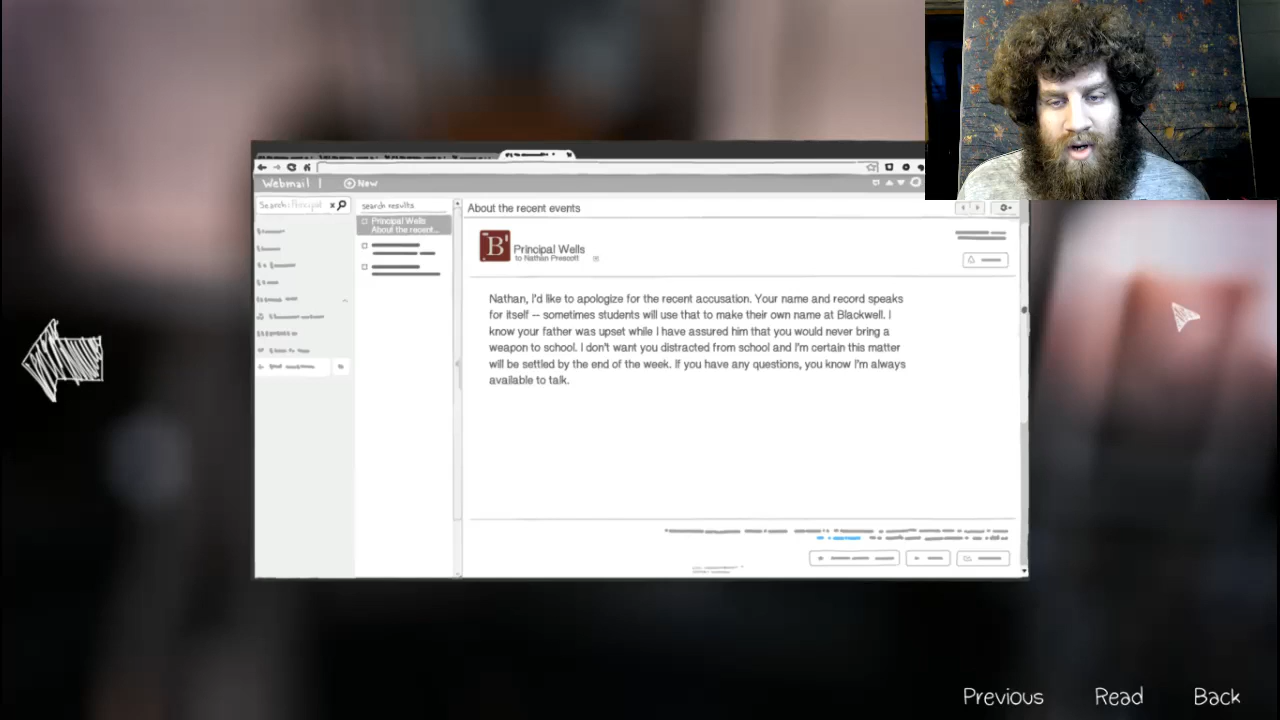 Webmail
New
Search: Principal
search results
About the recent events
Principal Wells
About the recent...
B
Principal Wells
to Nathan Prescott
Nathan, I'd like to apologize for the recent accusation. Your name and record speaks
for itself -- sometimes students will use that to make their own name at Blackwell. I
know your father was upset while I have assured him that you would never bring a
weapon to school. I don't want you distracted from school and I'm certain this matter
will be settled by the end of the week. If you have any questions, you know I'm always
available to talk.
Previous Read Back